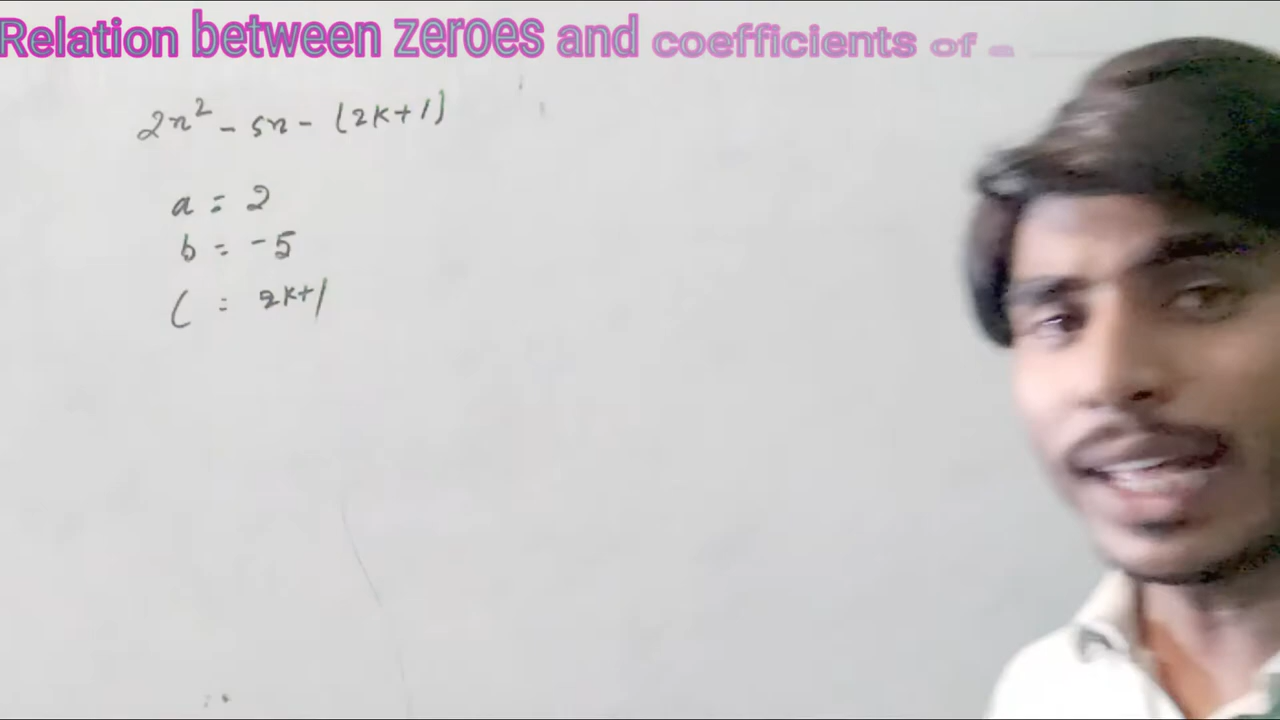 Relation between zeroes and coefficients of a
2x² - 5x - (2k+1)
a = 2
b = -5
c = 2k+1